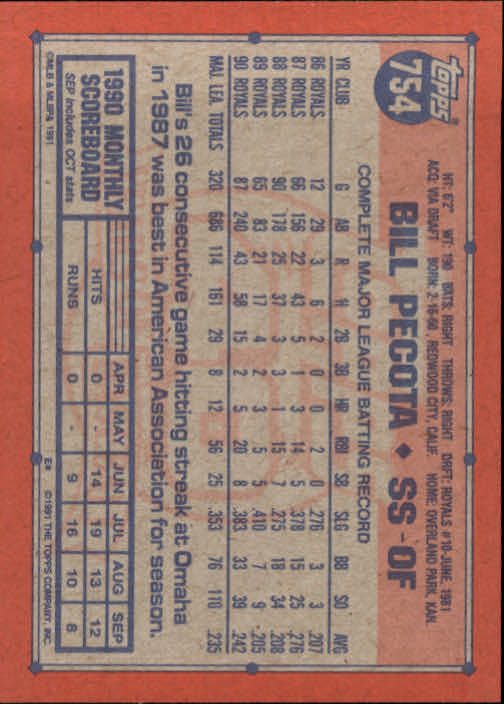 topps
754
HT: 6'2" WT: 190 BATS: RIGHT THROWS: RIGHT DRFT: ROYALS #10-JUNE, 1981
ACQ: VIA DRAFT BORN: 2-16-60, REDWOOD CITY, CALIF. HOME: OVERLAND PARK, KAN.
BILL PECOTA ♦ SS-OF
COMPLETE MAJOR LEAGUE BATTING RECORD
YR CLUB G AB R H 2B 3B HR RBI SB SLG BB SO AVG
86 ROYALS 12 29 3 6 2 0 0 2 0 .276 3 3 .207
87 ROYALS 66 156 22 43 5 1 3 14 5 .378 15 25 .276
88 ROYALS 90 178 25 37 3 3 1 15 7 .275 18 34 .208
89 ROYALS 65 83 21 17 4 2 3 5 5 .410 7 9 .205
90 ROYALS 87 240 43 58 15 2 5 20 8 .383 33 39 .242
MAJ. LEA. TOTALS 320 686 114 161 29 8 12 56 25 .353 76 110 .235
Bill's 26 consecutive game hitting streak at Omaha
in 1987 was best in American Association for season.
1990 MONTHLY
SCOREBOARD
SEP includes OCT stats
APR MAY JUN JUL AUG SEP
HITS 0 - 14 19 13 12
RUNS 0 - 9 16 10 8
©MLB & MLBPA 1991
E* ©1991 THE TOPPS COMPANY, INC.